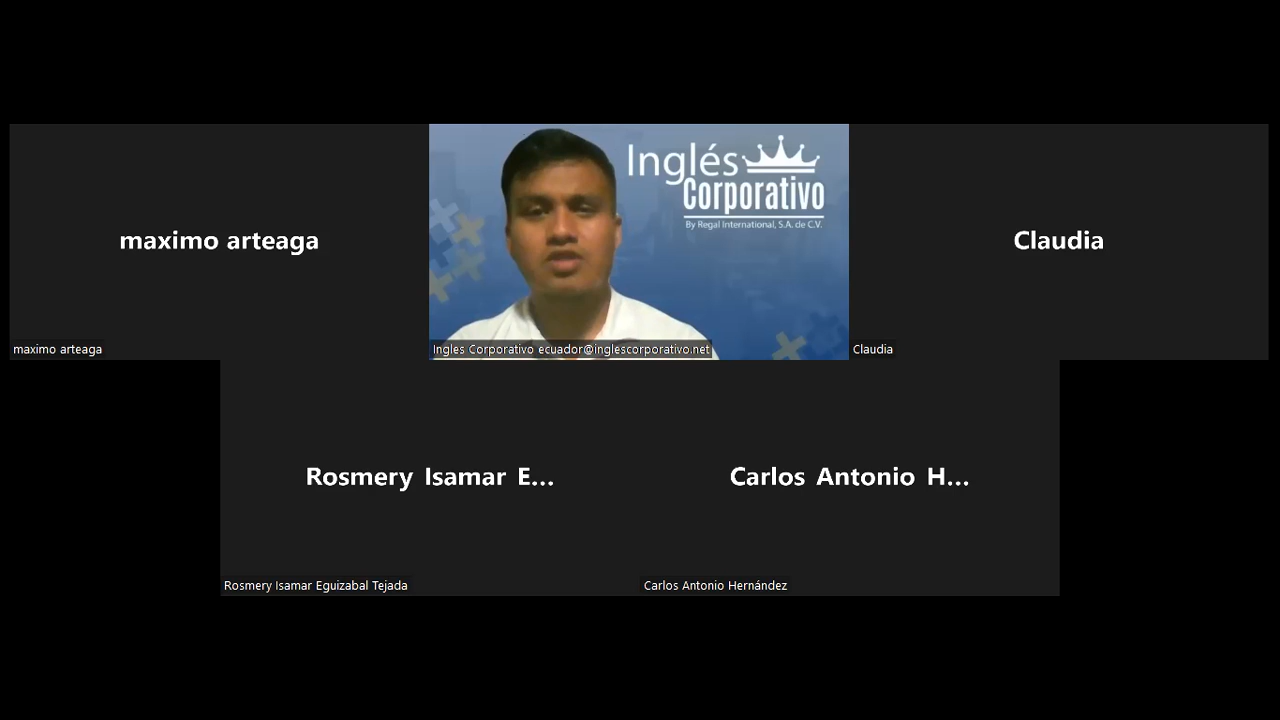 maximo arteaga
maximo arteaga
Inglés
Corporativo
By Regal International, S.A. de C.V.
Ingles Corporativo ecuador@inglescorporativo.net
Claudia
Claudia
Rosmery Isamar E...
Rosmery Isamar Eguizabal Tejada
Carlos Antonio H...
Carlos Antonio Hernández